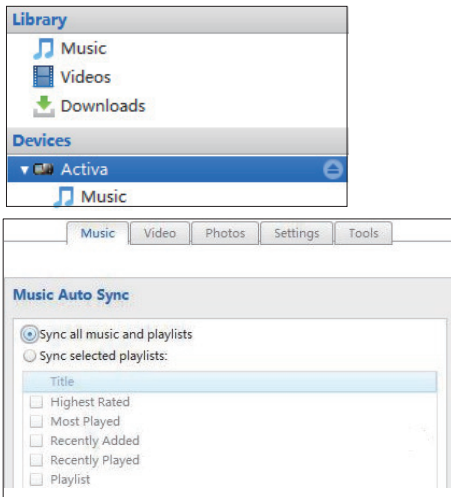 Library
Music
Videos
Downloads
Devices
Activa
Music
Music Video Photos Settings Tools
Music Auto Sync
Sync all music and playlists
Sync selected playlists:
Title
Highest Rated
Most Played
Recently Added
Recently Played
Playlist